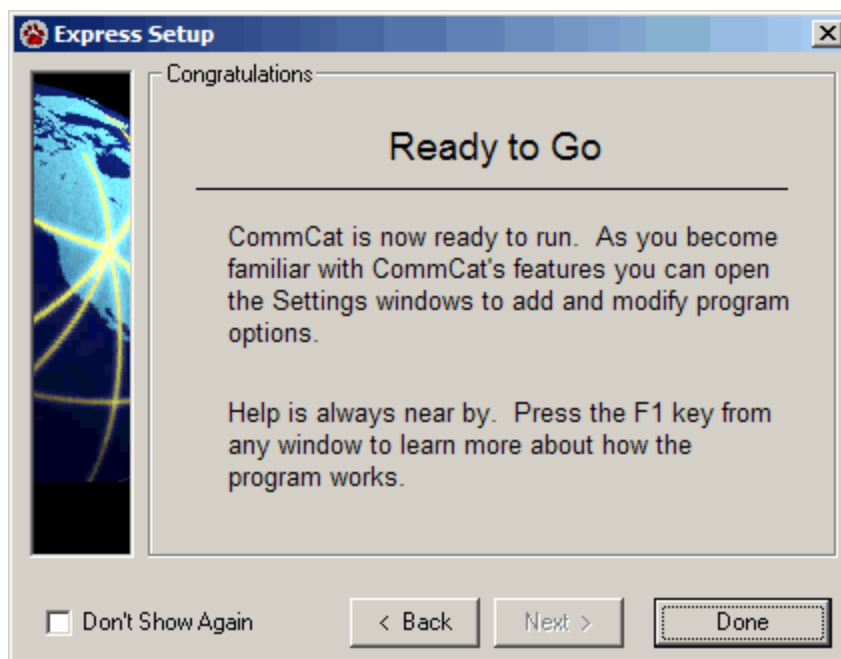 Express Setup
Congratulations
Ready to Go
CommCat is now ready to run. As you become
familiar with CommCat's features you can open
the Settings windows to add and modify program
options.
Help is always near by. Press the F1 key from
any window to learn more about how the
program works.
Don't Show Again
< Back
Next >
Done